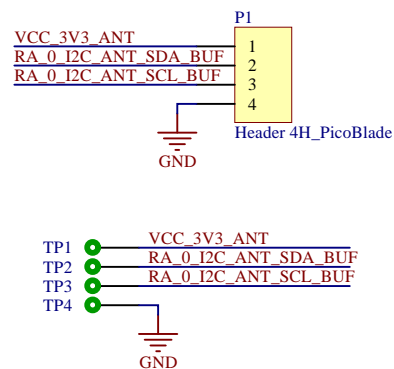 P1
VCC_3V3_ANT 1
RA_0_I2C_ANT_SDA_BUF 2
RA_0_I2C_ANT_SCL_BUF 3
4
Header 4H_PicoBlade
GND
TP1 VCC_3V3_ANT
TP2 RA_0_I2C_ANT_SDA_BUF
TP3 RA_0_I2C_ANT_SCL_BUF
TP4
GND